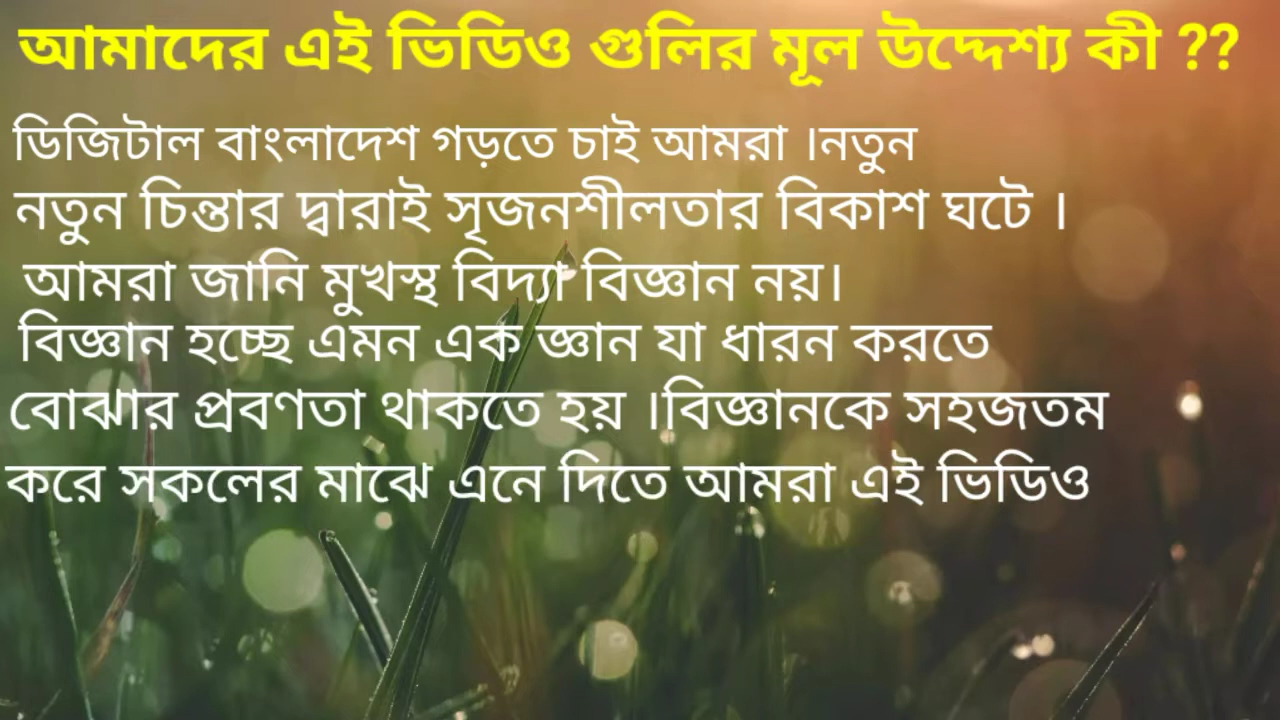 আমাদের এই ভিডিও গুলির মূল উদ্দেশ্য কী ??
ডিজিটাল বাংলাদেশ গড়তে চাই আমরা ।নতুন
নতুন চিন্তার দ্বারাই সৃজনশীলতার বিকাশ ঘটে ।
আমরা জানি মুখস্থ বিদ্যা বিজ্ঞান নয়।
বিজ্ঞান হচ্ছে এমন এক জ্ঞান যা ধারন করতে
বোঝার প্রবণতা থাকতে হয় ।বিজ্ঞানকে সহজতম
করে সকলের মাঝে এনে দিতে আমরা এই ভিডিও